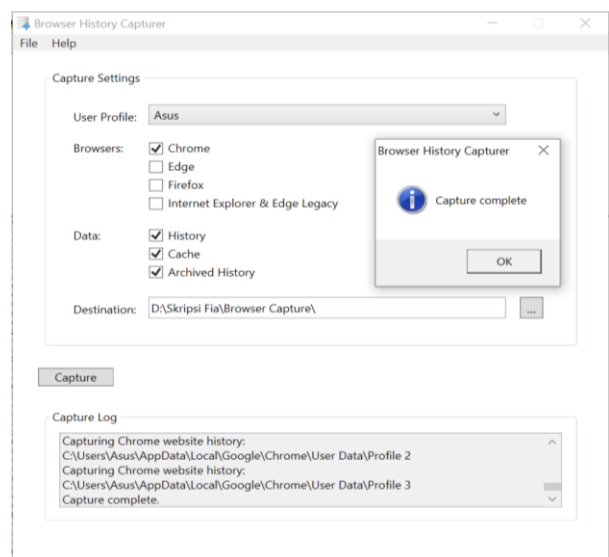 Browser History Capturer
File Help
Capture Settings
User Profile: Asus
Browsers: Chrome
Edge
Firefox
Internet Explorer & Edge Legacy
Data: History
Cache
Archived History
Destination: D:\Skripsi Fia\Browser Capture\ ...
Browser History Capturer
Capture complete
OK
Capture
Capture Log
Capturing Chrome website history:
C:\Users\Asus\AppData\Local\Google\Chrome\User Data\Profile 2
Capturing Chrome website history:
C:\Users\Asus\AppData\Local\Google\Chrome\User Data\Profile 3
Capture complete.